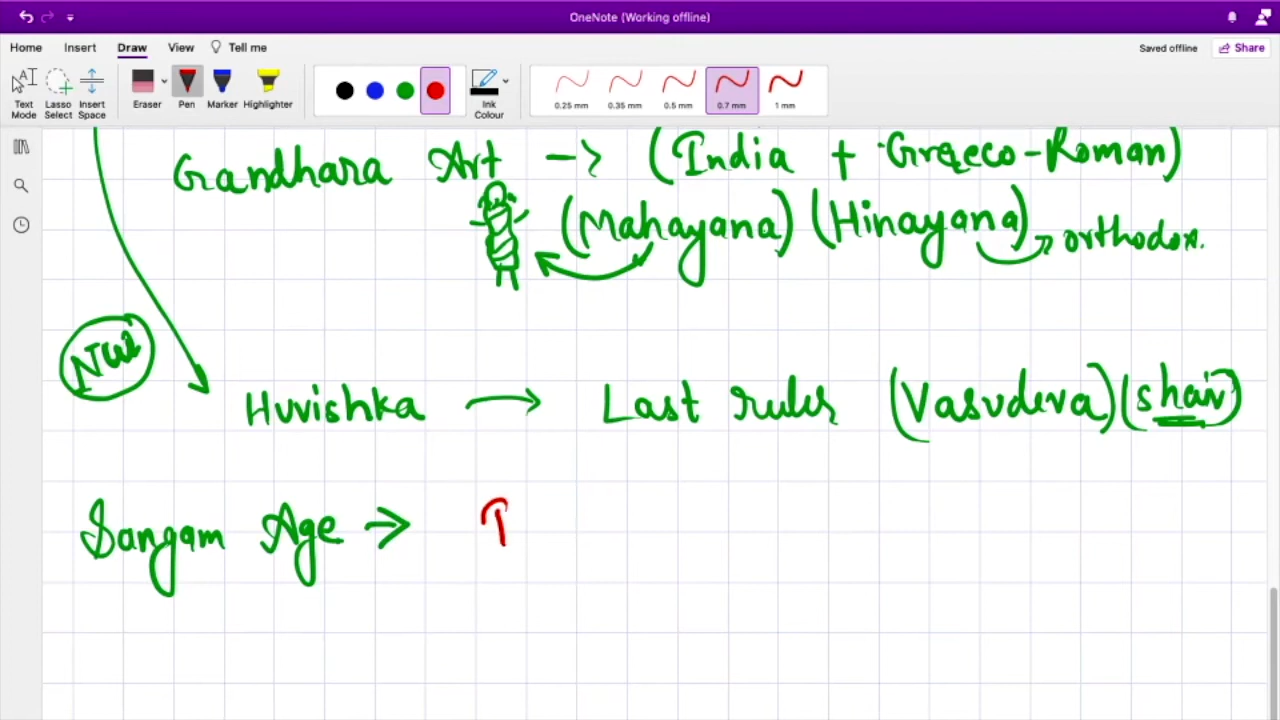 OneNote (Working offline)
Home Insert Draw View Tell me
Saved offline Share
Text Mode Lasso Select Insert Space Eraser Pen Marker Highlighter Ink Colour 0.25 mm 0.35 mm 0.5 mm 0.7 mm 1 mm
Gandhara Art → (India + Graeco-Roman)
(Mahayana) (Hinayana) → orthodox.
Huvishka → Last ruler (Vasudeva) (shaiv)
Sangam Age →